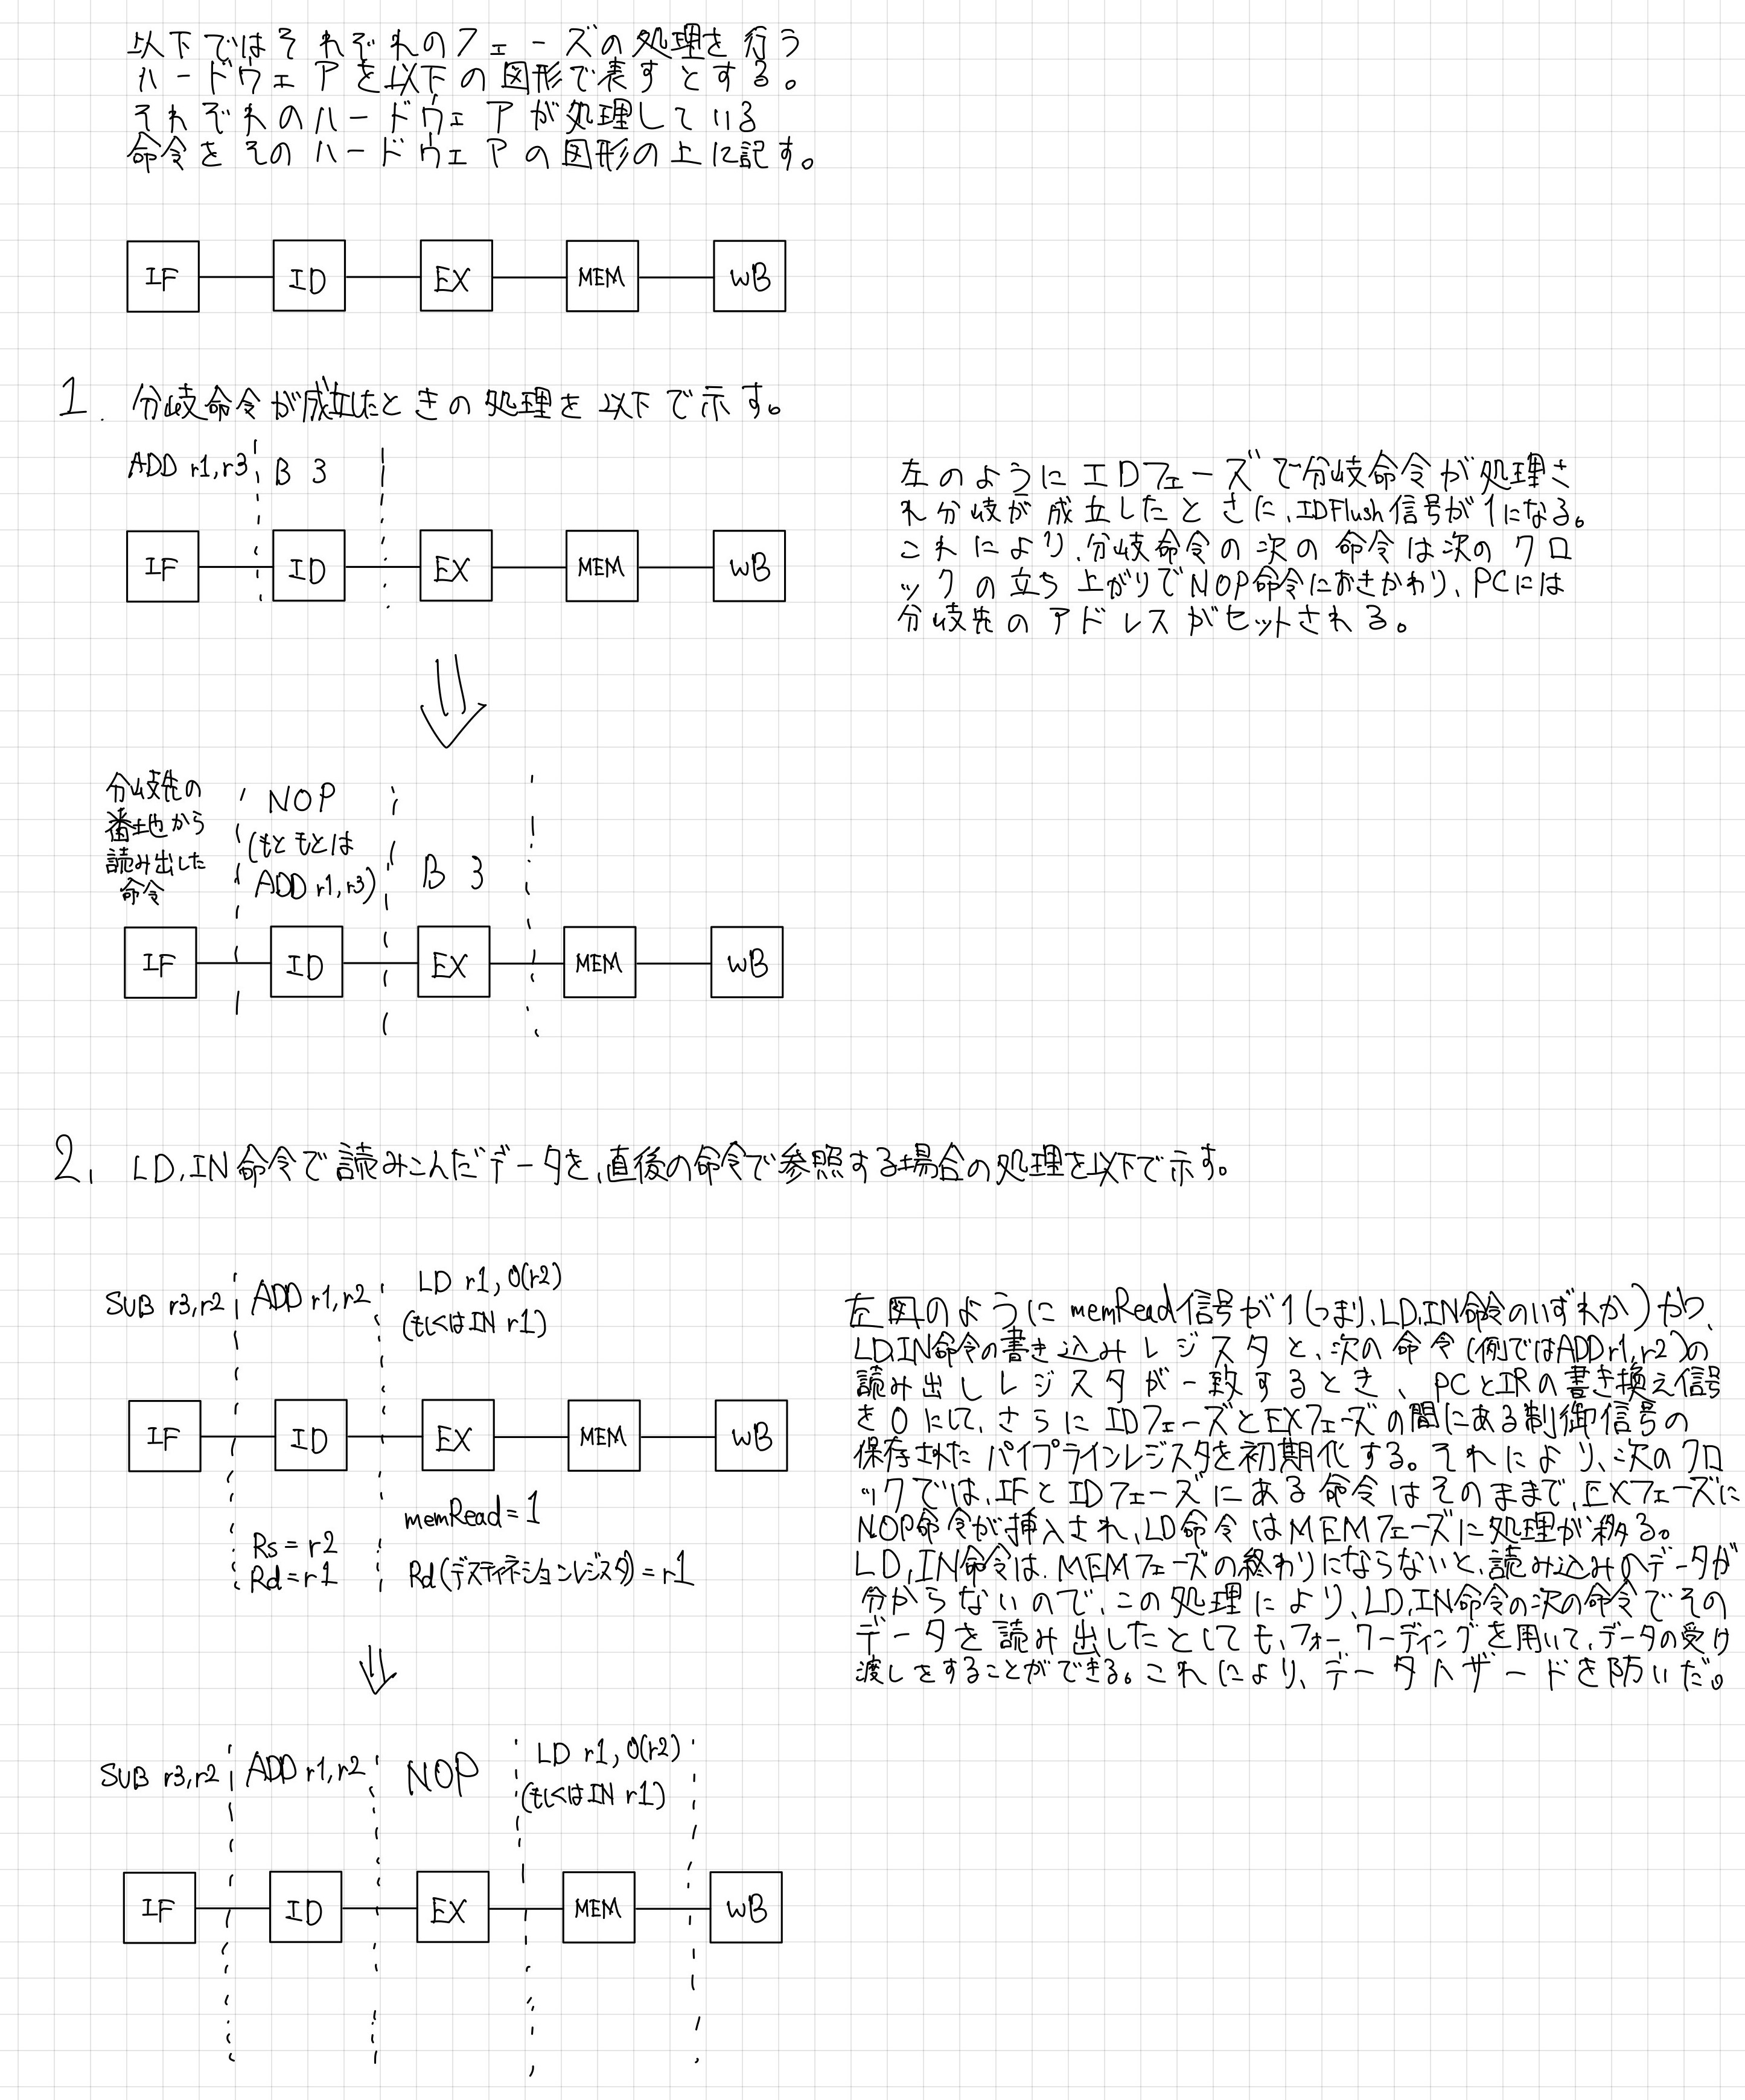 以下ではそれぞれのフェーズの処理を行う
ハードウェアを以下の図形で表すとする。
それぞれのハードウェアが処理している
命令をそのハードウェアの図形の上に記す。
IF ID EX MEM WB
1. 分岐命令が成立したときの処理を以下で示す。
ADD r1,r3 B 3
IF ID EX MEM WB
左のようにIDフェーズで分岐命令が処理さ
れ分岐が成立したときに、IDFlush信号が1になる。
これにより、分岐命令の次の命令は次のクロ
ックの立ち上がりでNOP命令におきかわり、PCには
分岐先のアドレスがセットされる。
分岐先の
番地から
読み出した
命令
NOP
(もともとは
ADD r1,r3)
B 3
IF ID EX MEM WB
2. LD,IN命令で読みこんだデータを、直後の命令で参照する場合の処理を以下で示す。
SUB r3,r2 ADD r1,r2 LD r1, 0(r2)
(もしくはIN r1)
IF ID EX MEM WB
Rs = r2
Rd = r1
memRead = 1
Rd(デスティネションレジスタ) = r1
左図のようにmemRead信号が1(つまり、LD,IN命令のいずれか)かつ、
LD,IN命令の書き込みレジスタと、次の命令(例ではADD r1,r2)の
読み出しレジスタが一致するとき、PCとIRの書き換え信号
を0にして、さらにIDフェーズとEXフェーズの間にある制御信号の
保存されたパイプラインレジスタを初期化する。それにより、次のクロ
ックでは、IFとIDフェーズにある命令はそのままで、EXフェーズに
NOP命令が挿入され、LD命令はMEMフェーズに処理が移る。
LD,IN命令は、MEMフェーズの終わりにならないと、読み込みのデータが
分からないので、この処理により、LD,IN命令の次の命令でその
データを読み出したとしても、フォーワーディングを用いて、データの受け
渡しをすることができる。これにより、データハザードを防いだ。
SUB r3,r2 ADD r1,r2 NOP LD r1, 0(r2)
(もしくはIN r1)
IF ID EX MEM WB